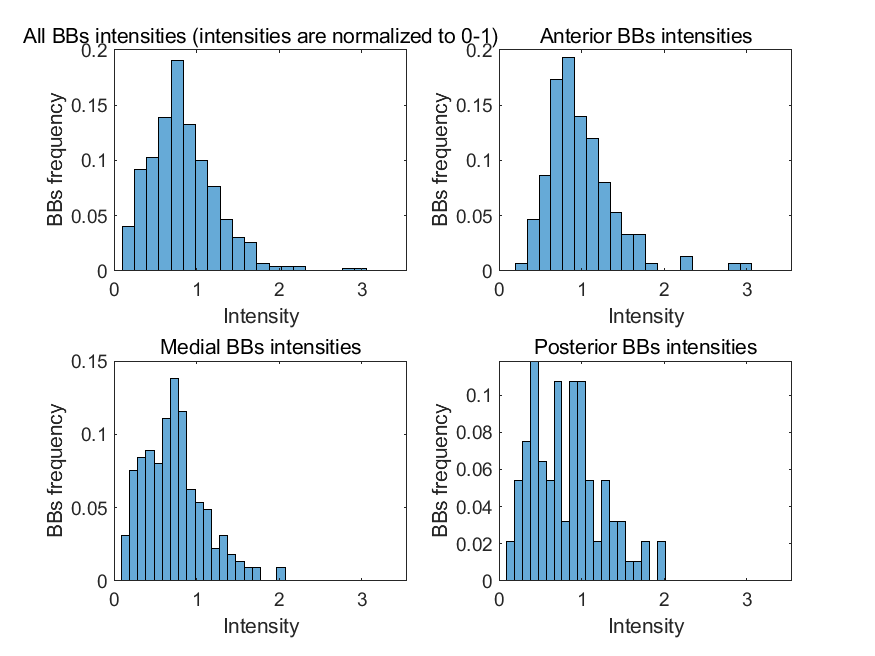 All BBs intensities (intensities are normalized to 0-1)
0.2
0.15
0.1
0.05
0
BBs frequency
0 1 2 3
Intensity
Anterior BBs intensities
0.2
0.15
0.1
0.05
0
BBs frequency
0 1 2 3
Intensity
Medial BBs intensities
0.15
0.1
0.05
0
BBs frequency
0 1 2 3
Intensity
Posterior BBs intensities
0.1
0.08
0.06
0.04
0.02
0
BBs frequency
0 1 2 3
Intensity